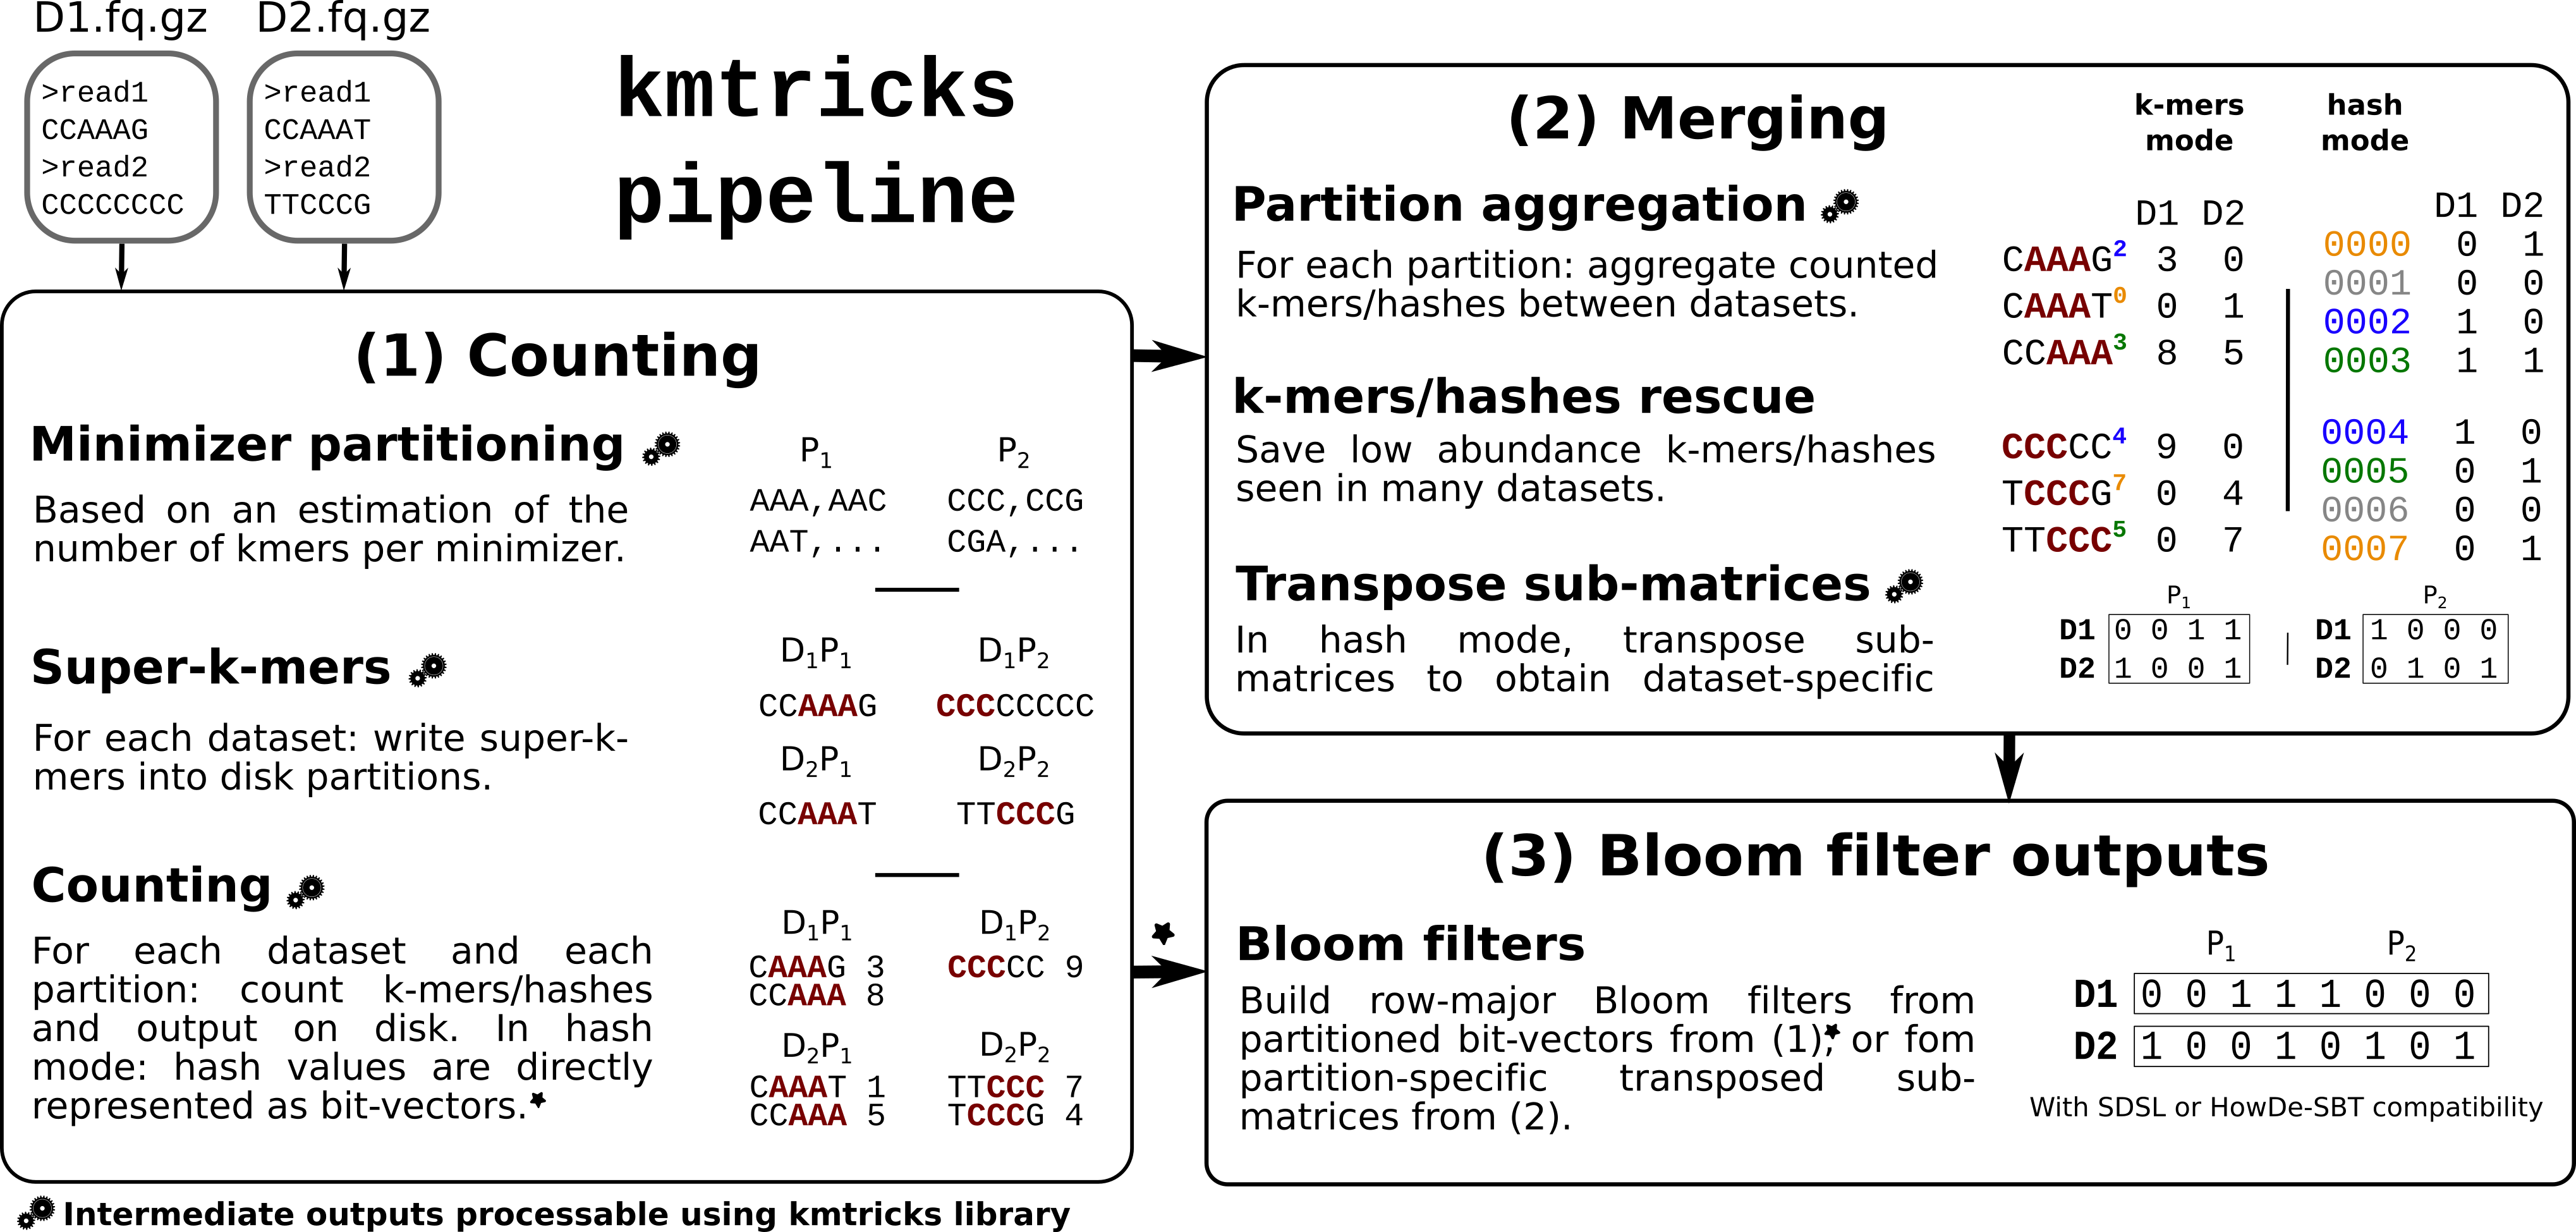 D1.fq.gz D2.fq.gz
>read1
CCAAAG
>read2
CCCCCCCC
>read1
CCAAAT
>read2
TTCCCG
kmtricks
pipeline
(1) Counting
Minimizer partitioning
Based on an estimation of the
number of kmers per minimizer.
P1 P2
AAA,AAC CCC,CCG
AAT,... CGA,...
Super-k-mers
For each dataset: write super-k-
mers into disk partitions.
D1P1 D1P2
CCAAAG CCCCCCCC
D2P1 D2P2
CCAAAT TTCCCG
Counting
For each dataset and each
partition: count k-mers/hashes
and output on disk. In hash
mode: hash values are directly
represented as bit-vectors.
D1P1 D1P2
CAAAG 3 CCCCC 9
CCAAA 8
D2P1 D2P2
CAAAT 1 TTCCC 7
CCAAA 5 TCCCG 4
Intermediate outputs processable using kmtricks library
(2) Merging
Partition aggregation
For each partition: aggregate counted
k-mers/hashes between datasets.
k-mers/hashes rescue
Save low abundance k-mers/hashes
seen in many datasets.
Transpose sub-matrices
In hash mode, transpose sub-
matrices to obtain dataset-specific
k-mers
mode
D1 D2
CAAAG2 3 0
CAAAT0 0 1
CCAAA3 8 5
CCCCC4 9 0
TCCCG7 0 4
TTCCC5 0 7
hash
mode
D1 D2
0000 0 1
0001 0 0
0002 1 0
0003 1 1
0004 1 0
0005 0 1
0006 0 0
0007 0 1
P1 P2
D1 0 0 1 1 D1 1 0 0 0
D2 1 0 0 1 D2 0 1 0 1
(3) Bloom filter outputs
Bloom filters
Build row-major Bloom filters from
partitioned bit-vectors from (1), or fom
partition-specific transposed sub-
matrices from (2).
P1 P2
D1 0 0 1 1 1 0 0 0
D2 1 0 0 1 0 1 0 1
With SDSL or HowDe-SBT compatibility